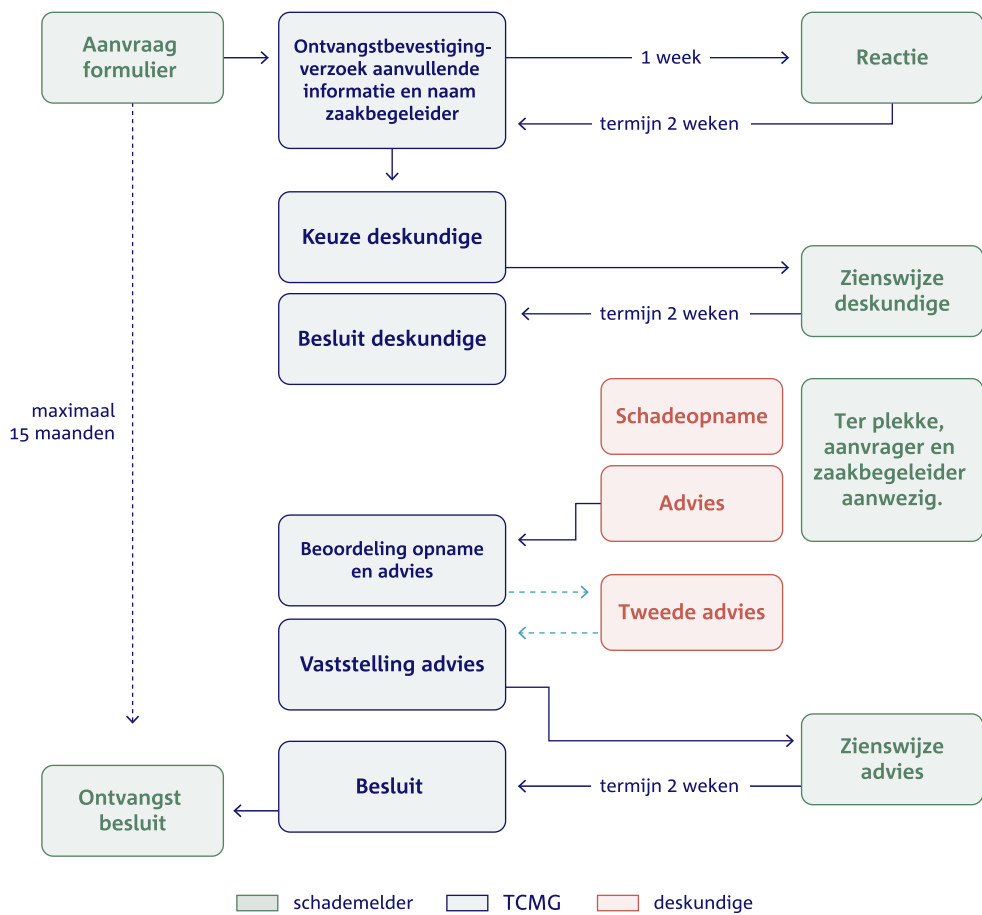 Aanvraag
formulier
Ontvangstbevestiging-
verzoek aanvullende
informatie en naam
zaakbegeleider
1 week
Reactie
termijn 2 weken
Keuze deskundige
Zienswijze
deskundige
termijn 2 weken
Besluit deskundige
maximaal
15 maanden
Schadeopname
Ter plekke,
aanvrager en
zaakbegeleider
aanwezig.
Advies
Beoordeling opname
en advies
Tweede advies
Vaststelling advies
Zienswijze
advies
termijn 2 weken
Besluit
Ontvangst
besluit
schademelder
TCMG
deskundige